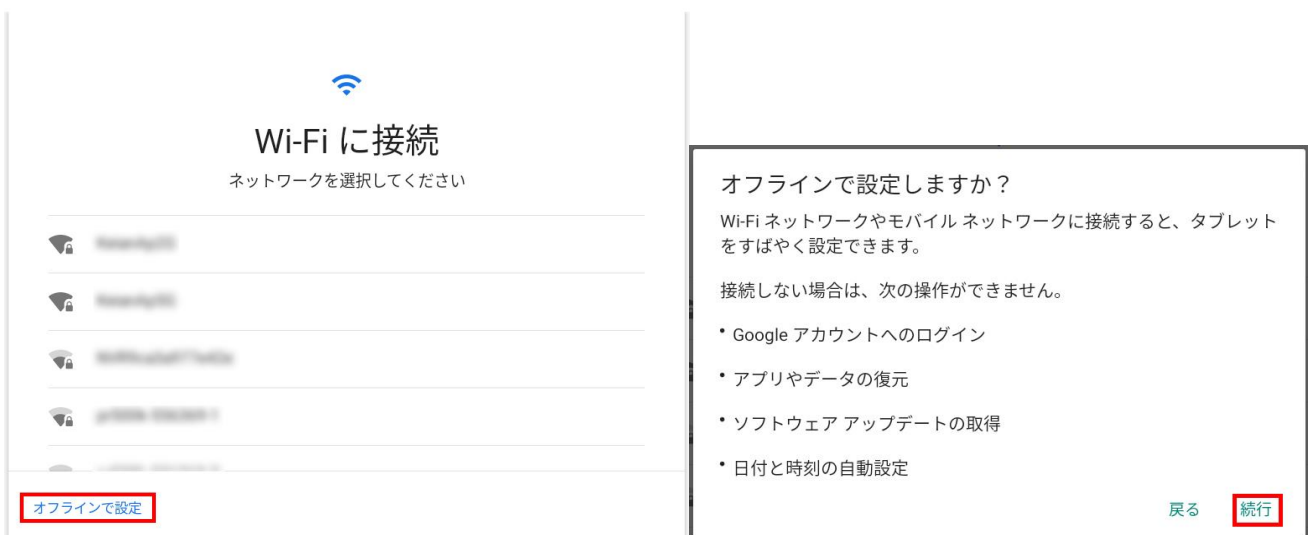 Wi-Fi に接続
ネットワークを選択してください
オフラインで設定
オフラインで設定しますか？
Wi-Fi ネットワークやモバイル ネットワークに接続すると、タブレット
をすばやく設定できます。
接続しない場合は、次の操作ができません。
• Google アカウントへのログイン
• アプリやデータの復元
• ソフトウェア アップデートの取得
• 日付と時刻の自動設定
戻る 続行